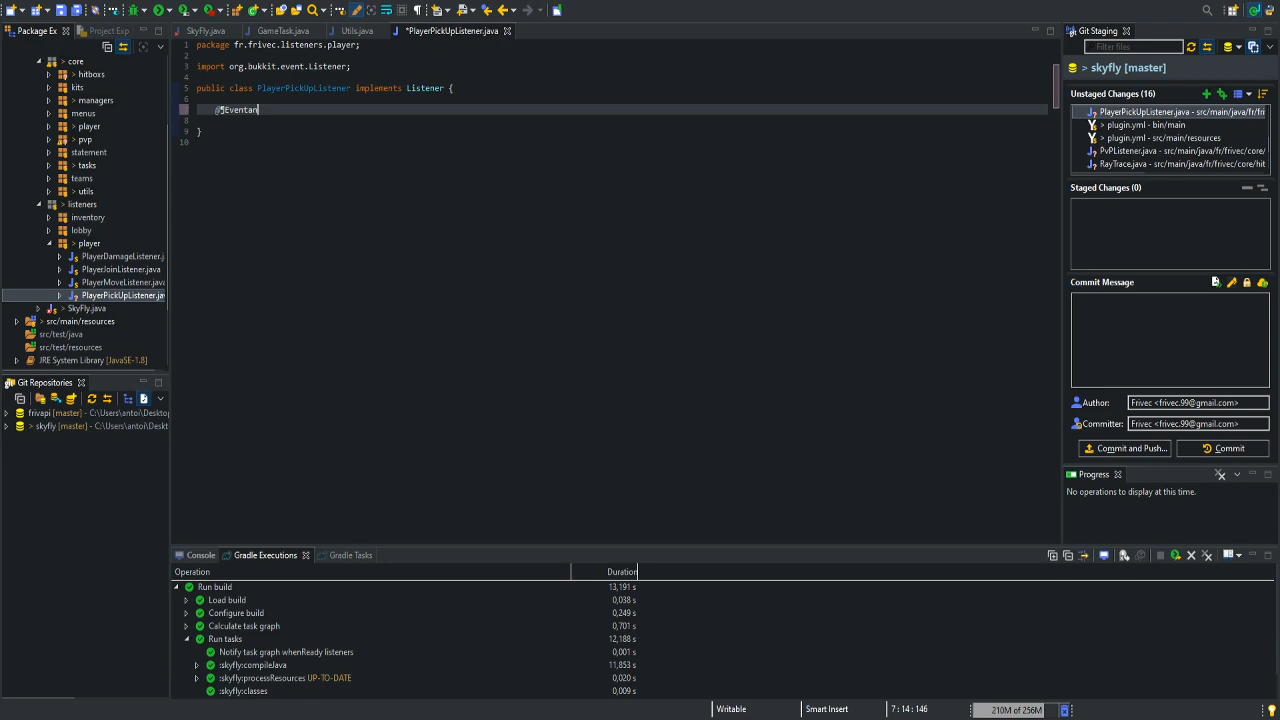 Package Ex
Project Exp
core
> hitboxs
kits
> managers
menus
> player
> pvp
statement
> tasks
teams
> utils
listeners
inventory
lobby
> player
PlayerDamageListener.j
PlayerJoinListener.java
PlayerMoveListener.java
PlayerPickUpListener.jav
> SkyFly.java
> src/main/resources
src/test/java
src/test/resources
JRE System Library [JavaSE-1.8]
Git Repositories
frivapi [master] - C:\Users\antoi\Deskto
> skyfly [master] - C:\Users\antoi\Deskt
SkyFly.java
GameTask.java
Utils.java
*PlayerPickUpListener.java
1 package fr.frivec.listeners.player;
2
3 import org.bukkit.event.Listener;
4
5 public class PlayerPickUpListener implements Listener {
6
7 @Eventan
8
9 }
10
Console
Gradle Executions
Gradle Tasks
Operation Duration
Run build 13,191 s
Load build 0,038 s
Configure build 0,249 s
Calculate task graph 0,701 s
Run tasks 12,188 s
Notify task graph whenReady listeners 0,001 s
:skyfly:compileJava 11,853 s
:skyfly:processResources UP-TO-DATE 0,020 s
:skyfly:classes 0,009 s
Git Staging
Filter files
> skyfly [master]
Unstaged Changes (16)
PlayerPickUpListener.java - src/main/java/fr/fri
> plugin.yml - bin/main
> plugin.yml - src/main/resources
PvPListener.java - src/main/java/fr/frivec/core/
RayTrace.java - src/main/java/fr/frivec/core/hit
Staged Changes (0)
Commit Message
Author: Frivec <frivec.99@gmail.com>
Committer: Frivec <frivec.99@gmail.com>
Commit and Push...
Commit
Progress
No operations to display at this time.
Writable
Smart Insert
7 : 14 : 146
210M of 256M